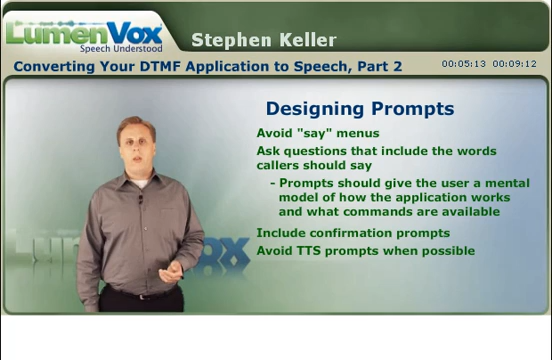 LumenVox
Speech Understood
Stephen Keller
Converting Your DTMF Application to Speech, Part 2
00:05:13 00:09:12
Designing Prompts
Avoid "say" menus
Ask questions that include the words
callers should say
- Prompts should give the user a mental
model of how the application works
and what commands are available
Include confirmation prompts
Avoid TTS prompts when possible